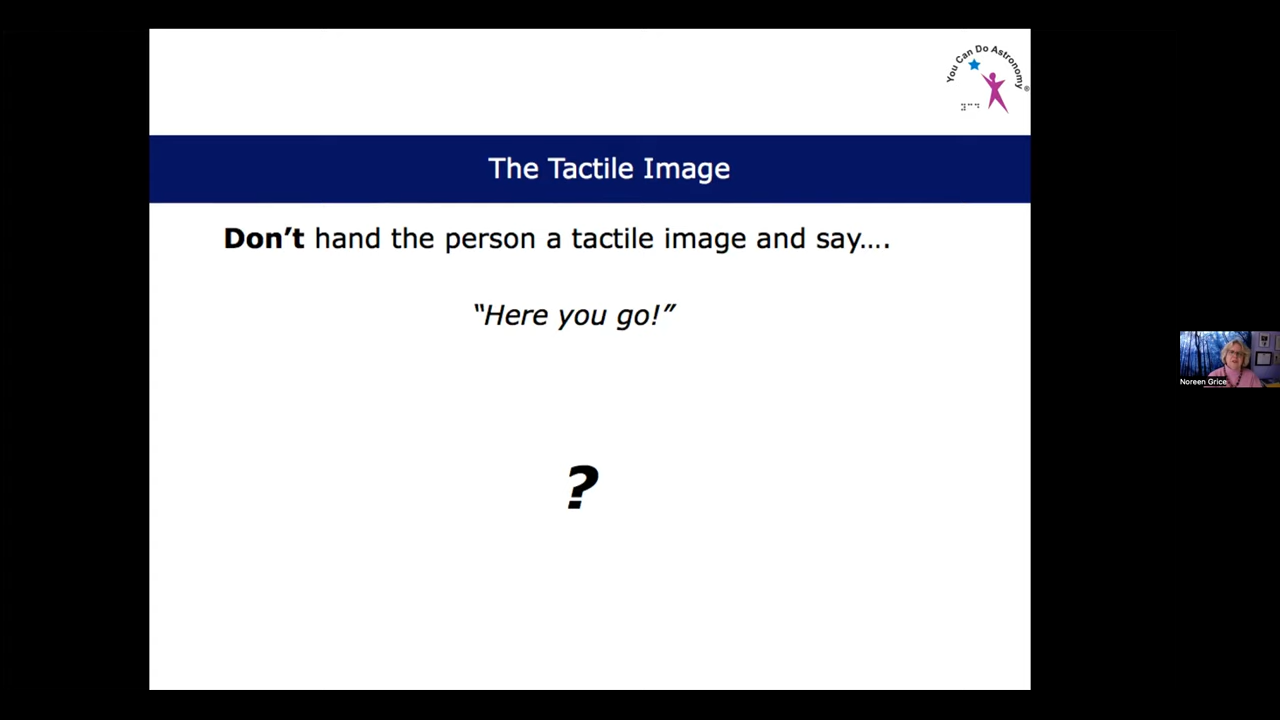 You Can Do Astronomy
®
The Tactile Image
Don’t hand the person a tactile image and say….
“Here you go!”
?
Noreen Grice